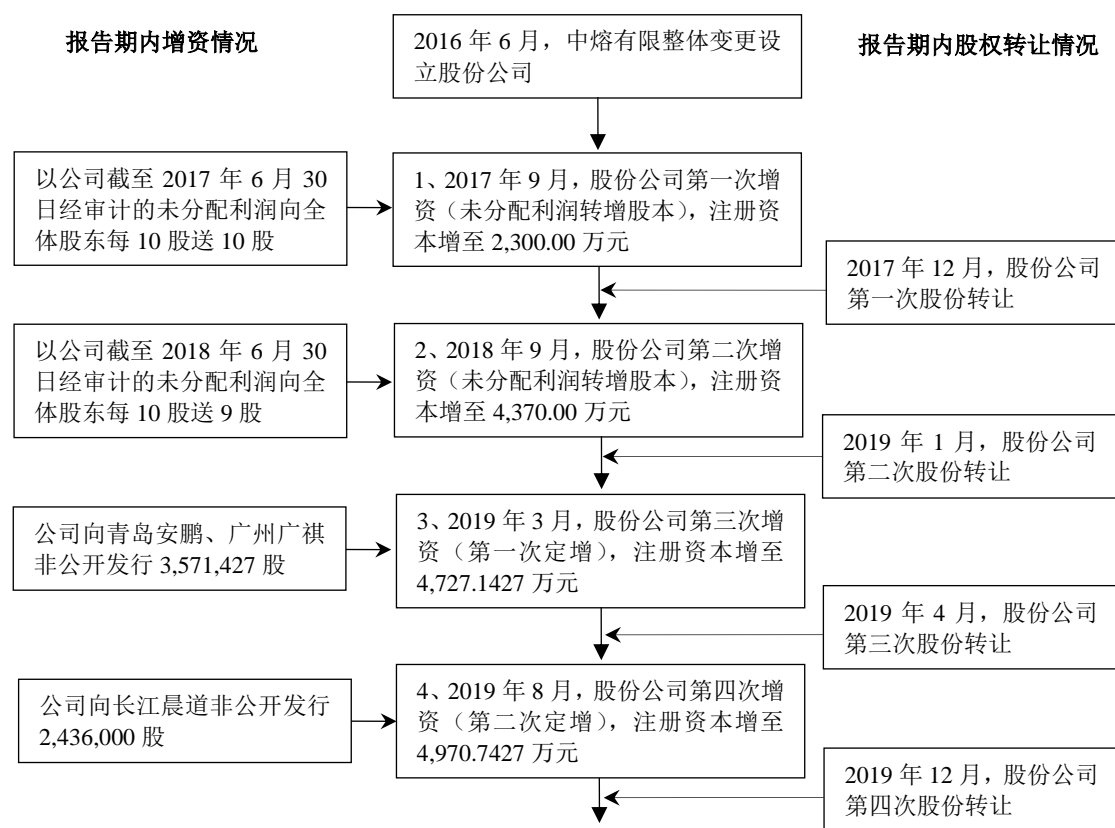 报告期内增资情况
2016 年 6 月，中熔有限整体变更设
立股份公司
报告期内股权转让情况
以公司截至 2017 年 6 月 30
日经审计的未分配利润向全
体股东每 10 股送 10 股
1、2017 年 9 月，股份公司第一次增
资（未分配利润转增股本），注册资
本增至 2,300.00 万元
2017 年 12 月，股份公司
第一次股份转让
以公司截至 2018 年 6 月 30
日经审计的未分配利润向全
体股东每 10 股送 9 股
2、2018 年 9 月，股份公司第二次增
资（未分配利润转增股本），注册资
本增至 4,370.00 万元
2019 年 1 月，股份公司
第二次股份转让
公司向青岛安鹏、广州广祺
非公开发行 3,571,427 股
3、2019 年 3 月，股份公司第三次增
资（第一次定增），注册资本增至
4,727.1427 万元
2019 年 4 月，股份公司
第三次股份转让
公司向长江晨道非公开发行
2,436,000 股
4、2019 年 8 月，股份公司第四次增
资（第二次定增），注册资本增至
4,970.7427 万元
2019 年 12 月，股份公司
第四次股份转让